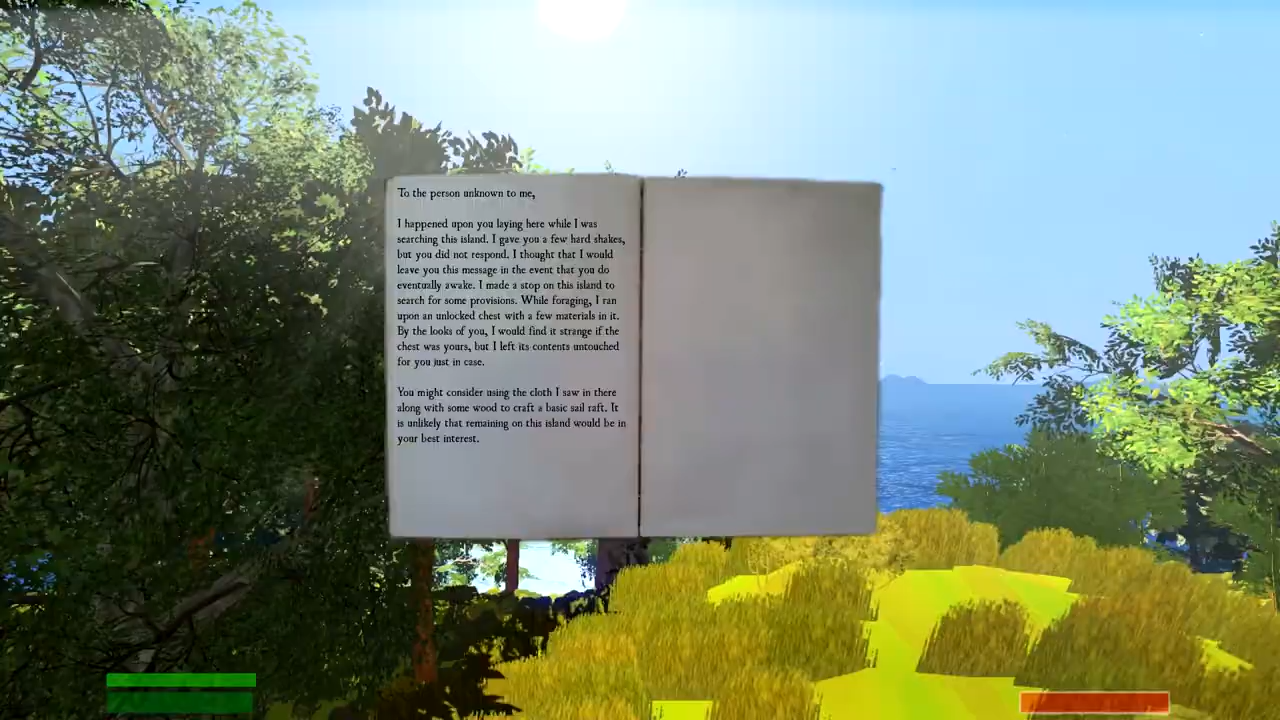 To the person unknown to me,
I happened upon you laying here while I was
searching this island. I gave you a few hard shakes,
but you did not respond. I thought that I would
leave you this message in the event that you do
eventually awake. I made a stop on this island to
search for some provisions. While foraging, I ran
upon an unlocked chest with a few materials in it.
By the looks of you, I would find it strange if the
chest was yours, but I left its contents untouched
for you just in case.
You might consider using the cloth I saw in there
along with some wood to craft a basic sail raft. It
is unlikely that remaining on this island would be in
your best interest.